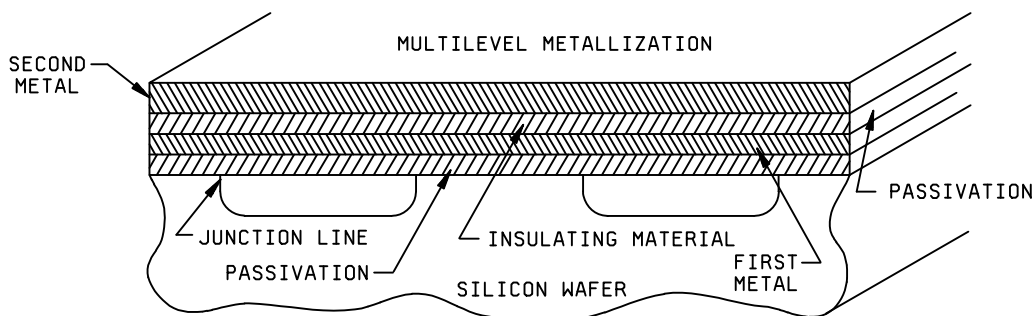 MULTILEVEL METALLIZATION
SECOND
METAL
PASSIVATION
JUNCTION LINE
INSULATING MATERIAL
PASSIVATION
FIRST
METAL
SILICON WAFER